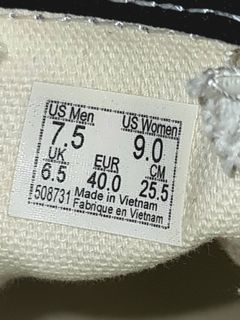 US Men US Women
7.5 9.0
UK EUR CM
6.5 40.0 25.5
508731 Made in Vietnam
Fabrique en Vietnam